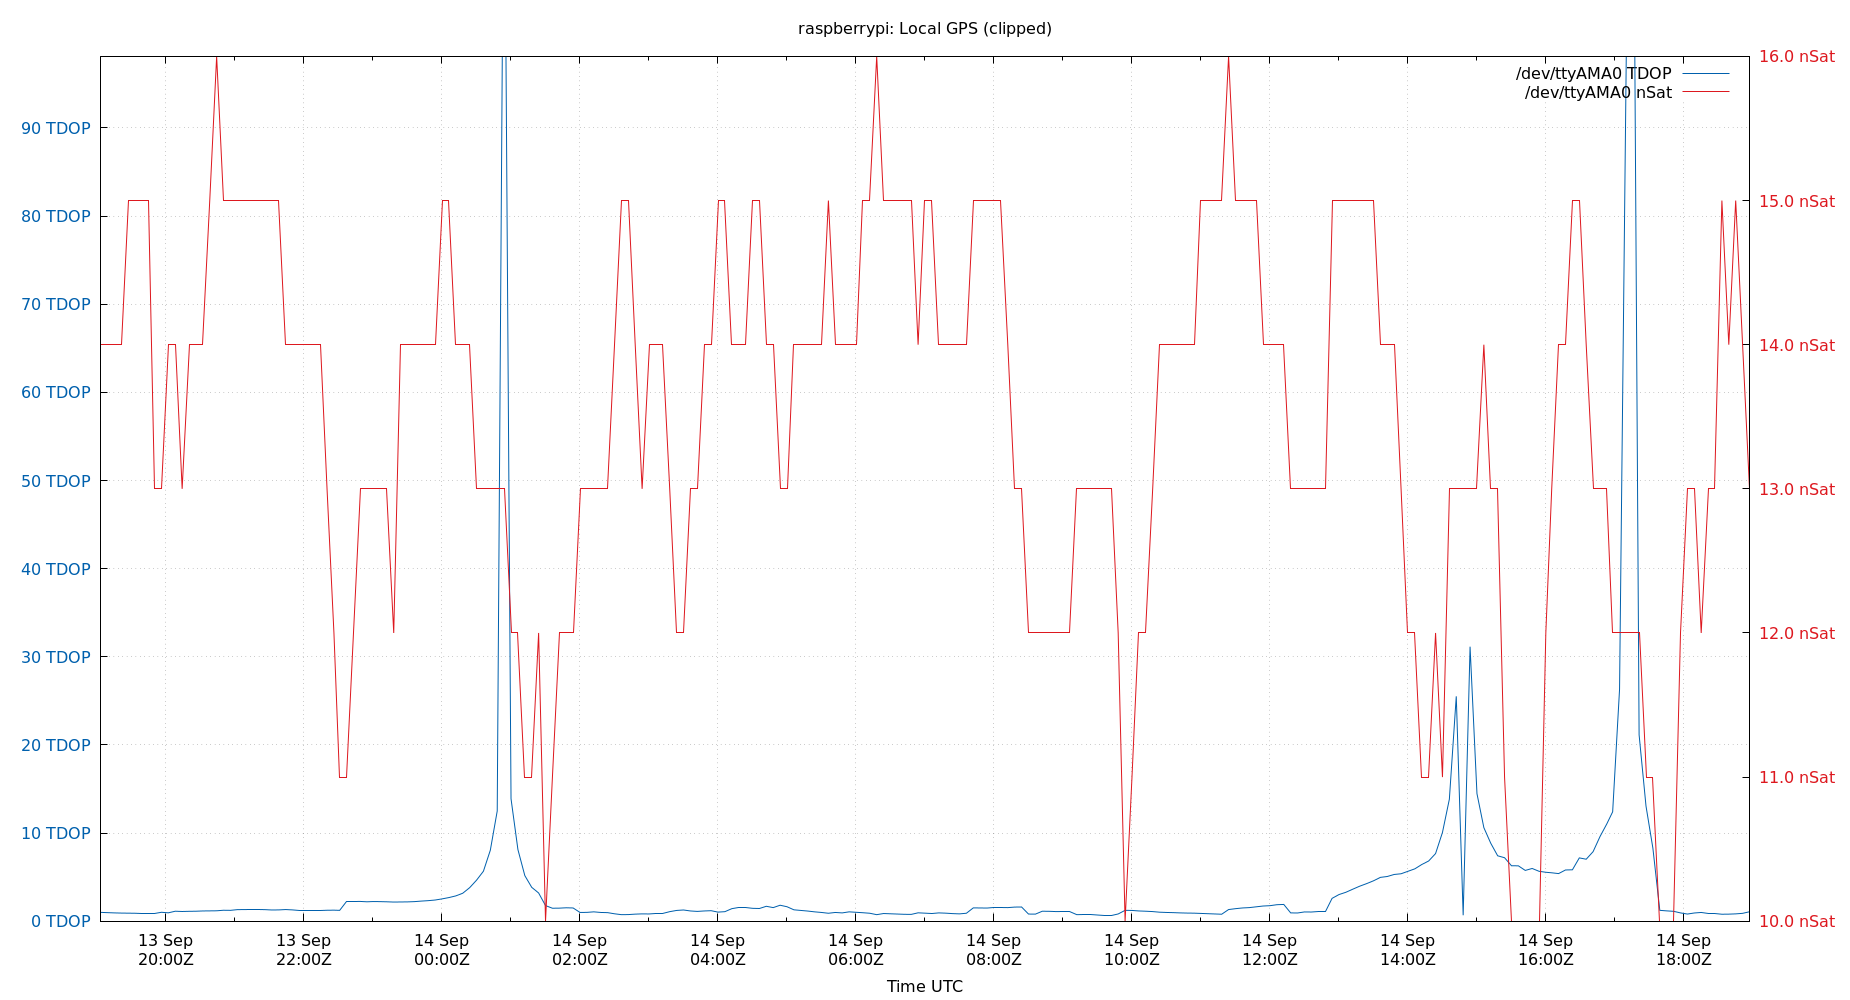 raspberrypi: Local GPS (clipped)
/dev/ttyAMA0 TDOP
/dev/ttyAMA0 nSat
90 TDOP
80 TDOP
70 TDOP
60 TDOP
50 TDOP
40 TDOP
30 TDOP
20 TDOP
10 TDOP
0 TDOP
16.0 nSat
15.0 nSat
14.0 nSat
13.0 nSat
12.0 nSat
11.0 nSat
10.0 nSat
13 Sep
20:00Z
13 Sep
22:00Z
14 Sep
00:00Z
14 Sep
02:00Z
14 Sep
04:00Z
14 Sep
06:00Z
14 Sep
08:00Z
14 Sep
10:00Z
14 Sep
12:00Z
14 Sep
14:00Z
14 Sep
16:00Z
14 Sep
18:00Z
Time UTC